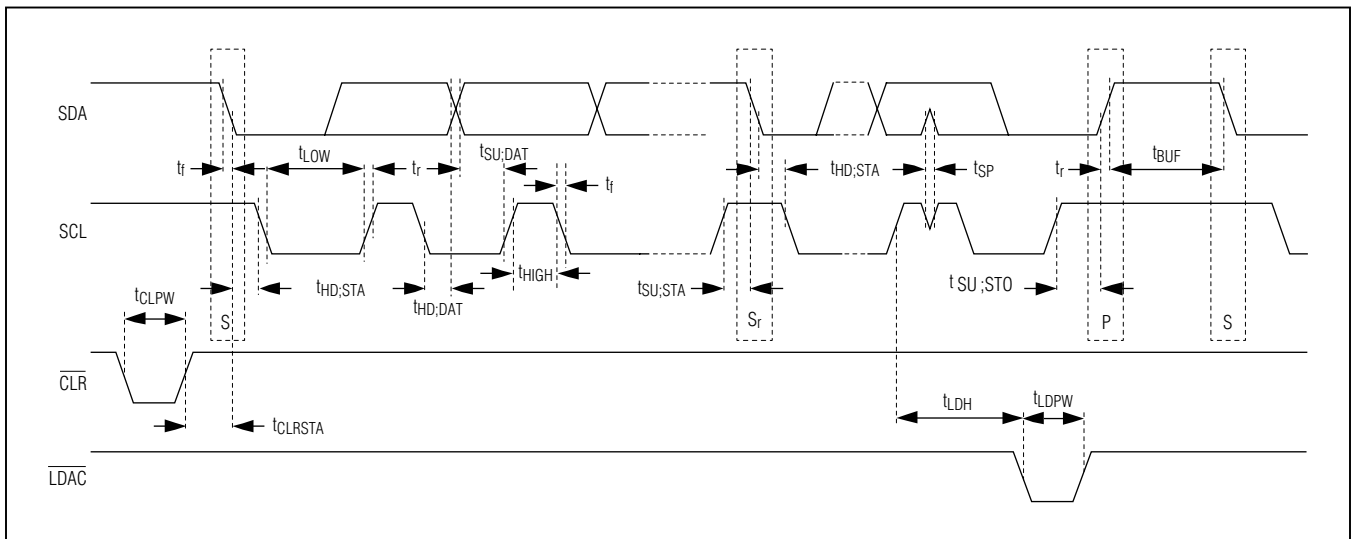 SDA
tf
tLOW
tr
tSU;DAT
tf
tHD;STA
tSP
tr
tBUF
SCL
tHD;STA
tHD;DAT
tHIGH
tSU;STA
t SU ;STO
tCLPW
S
Sr
P
S
CLR
tCLRSTA
tLDH
tLDPW
LDAC